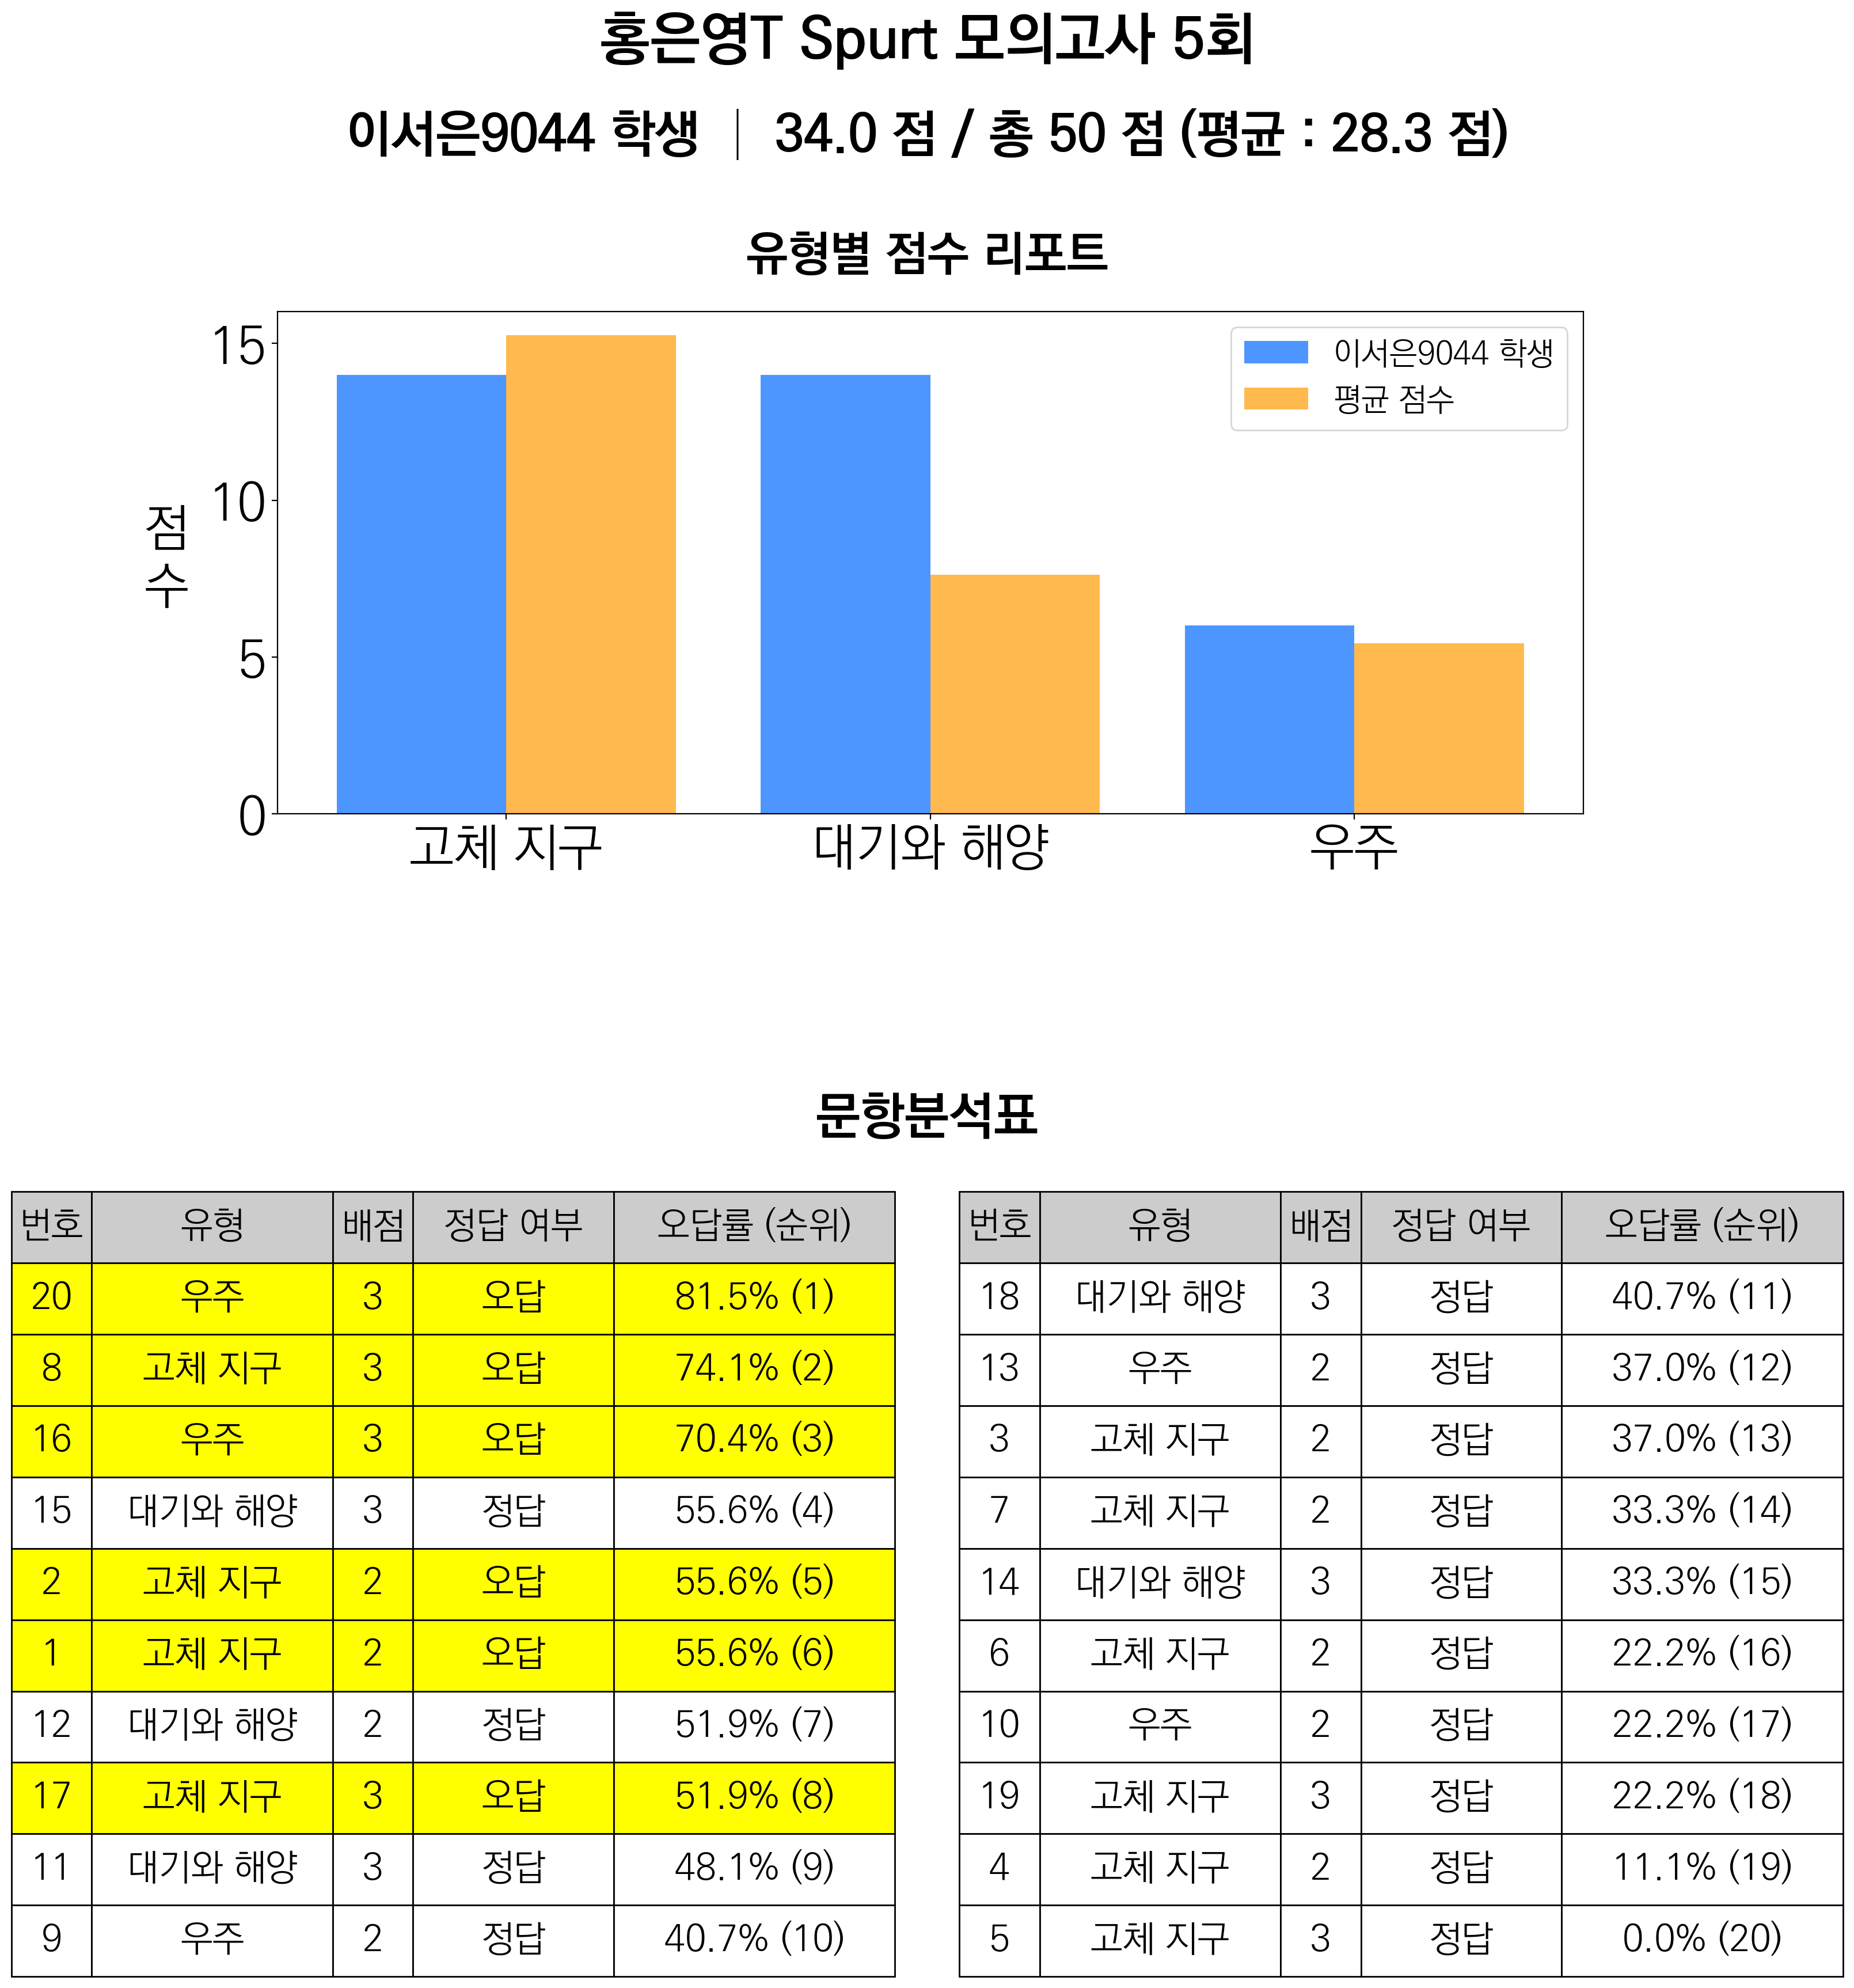 홍은영T Spurt 모의고사 5회
이서은9044 학생 | 34.0 점 / 총 50 점 (평균 : 28.3 점)
유형별 점수 리포트
15
10
5
0
점
수
이서은9044 학생
평균 점수
고체 지구 대기와 해양 우주
문항분석표
번호 유형 배점 정답 여부 오답률 (순위)
20 우주 3 오답 81.5% (1)
8 고체 지구 3 오답 74.1% (2)
16 우주 3 오답 70.4% (3)
15 대기와 해양 3 정답 55.6% (4)
2 고체 지구 2 오답 55.6% (5)
1 고체 지구 2 오답 55.6% (6)
12 대기와 해양 2 정답 51.9% (7)
17 고체 지구 3 오답 51.9% (8)
11 대기와 해양 3 정답 48.1% (9)
9 우주 2 정답 40.7% (10)
번호 유형 배점 정답 여부 오답률 (순위)
18 대기와 해양 3 정답 40.7% (11)
13 우주 2 정답 37.0% (12)
3 고체 지구 2 정답 37.0% (13)
7 고체 지구 2 정답 33.3% (14)
14 대기와 해양 3 정답 33.3% (15)
6 고체 지구 2 정답 22.2% (16)
10 우주 2 정답 22.2% (17)
19 고체 지구 3 정답 22.2% (18)
4 고체 지구 2 정답 11.1% (19)
5 고체 지구 3 정답 0.0% (20)